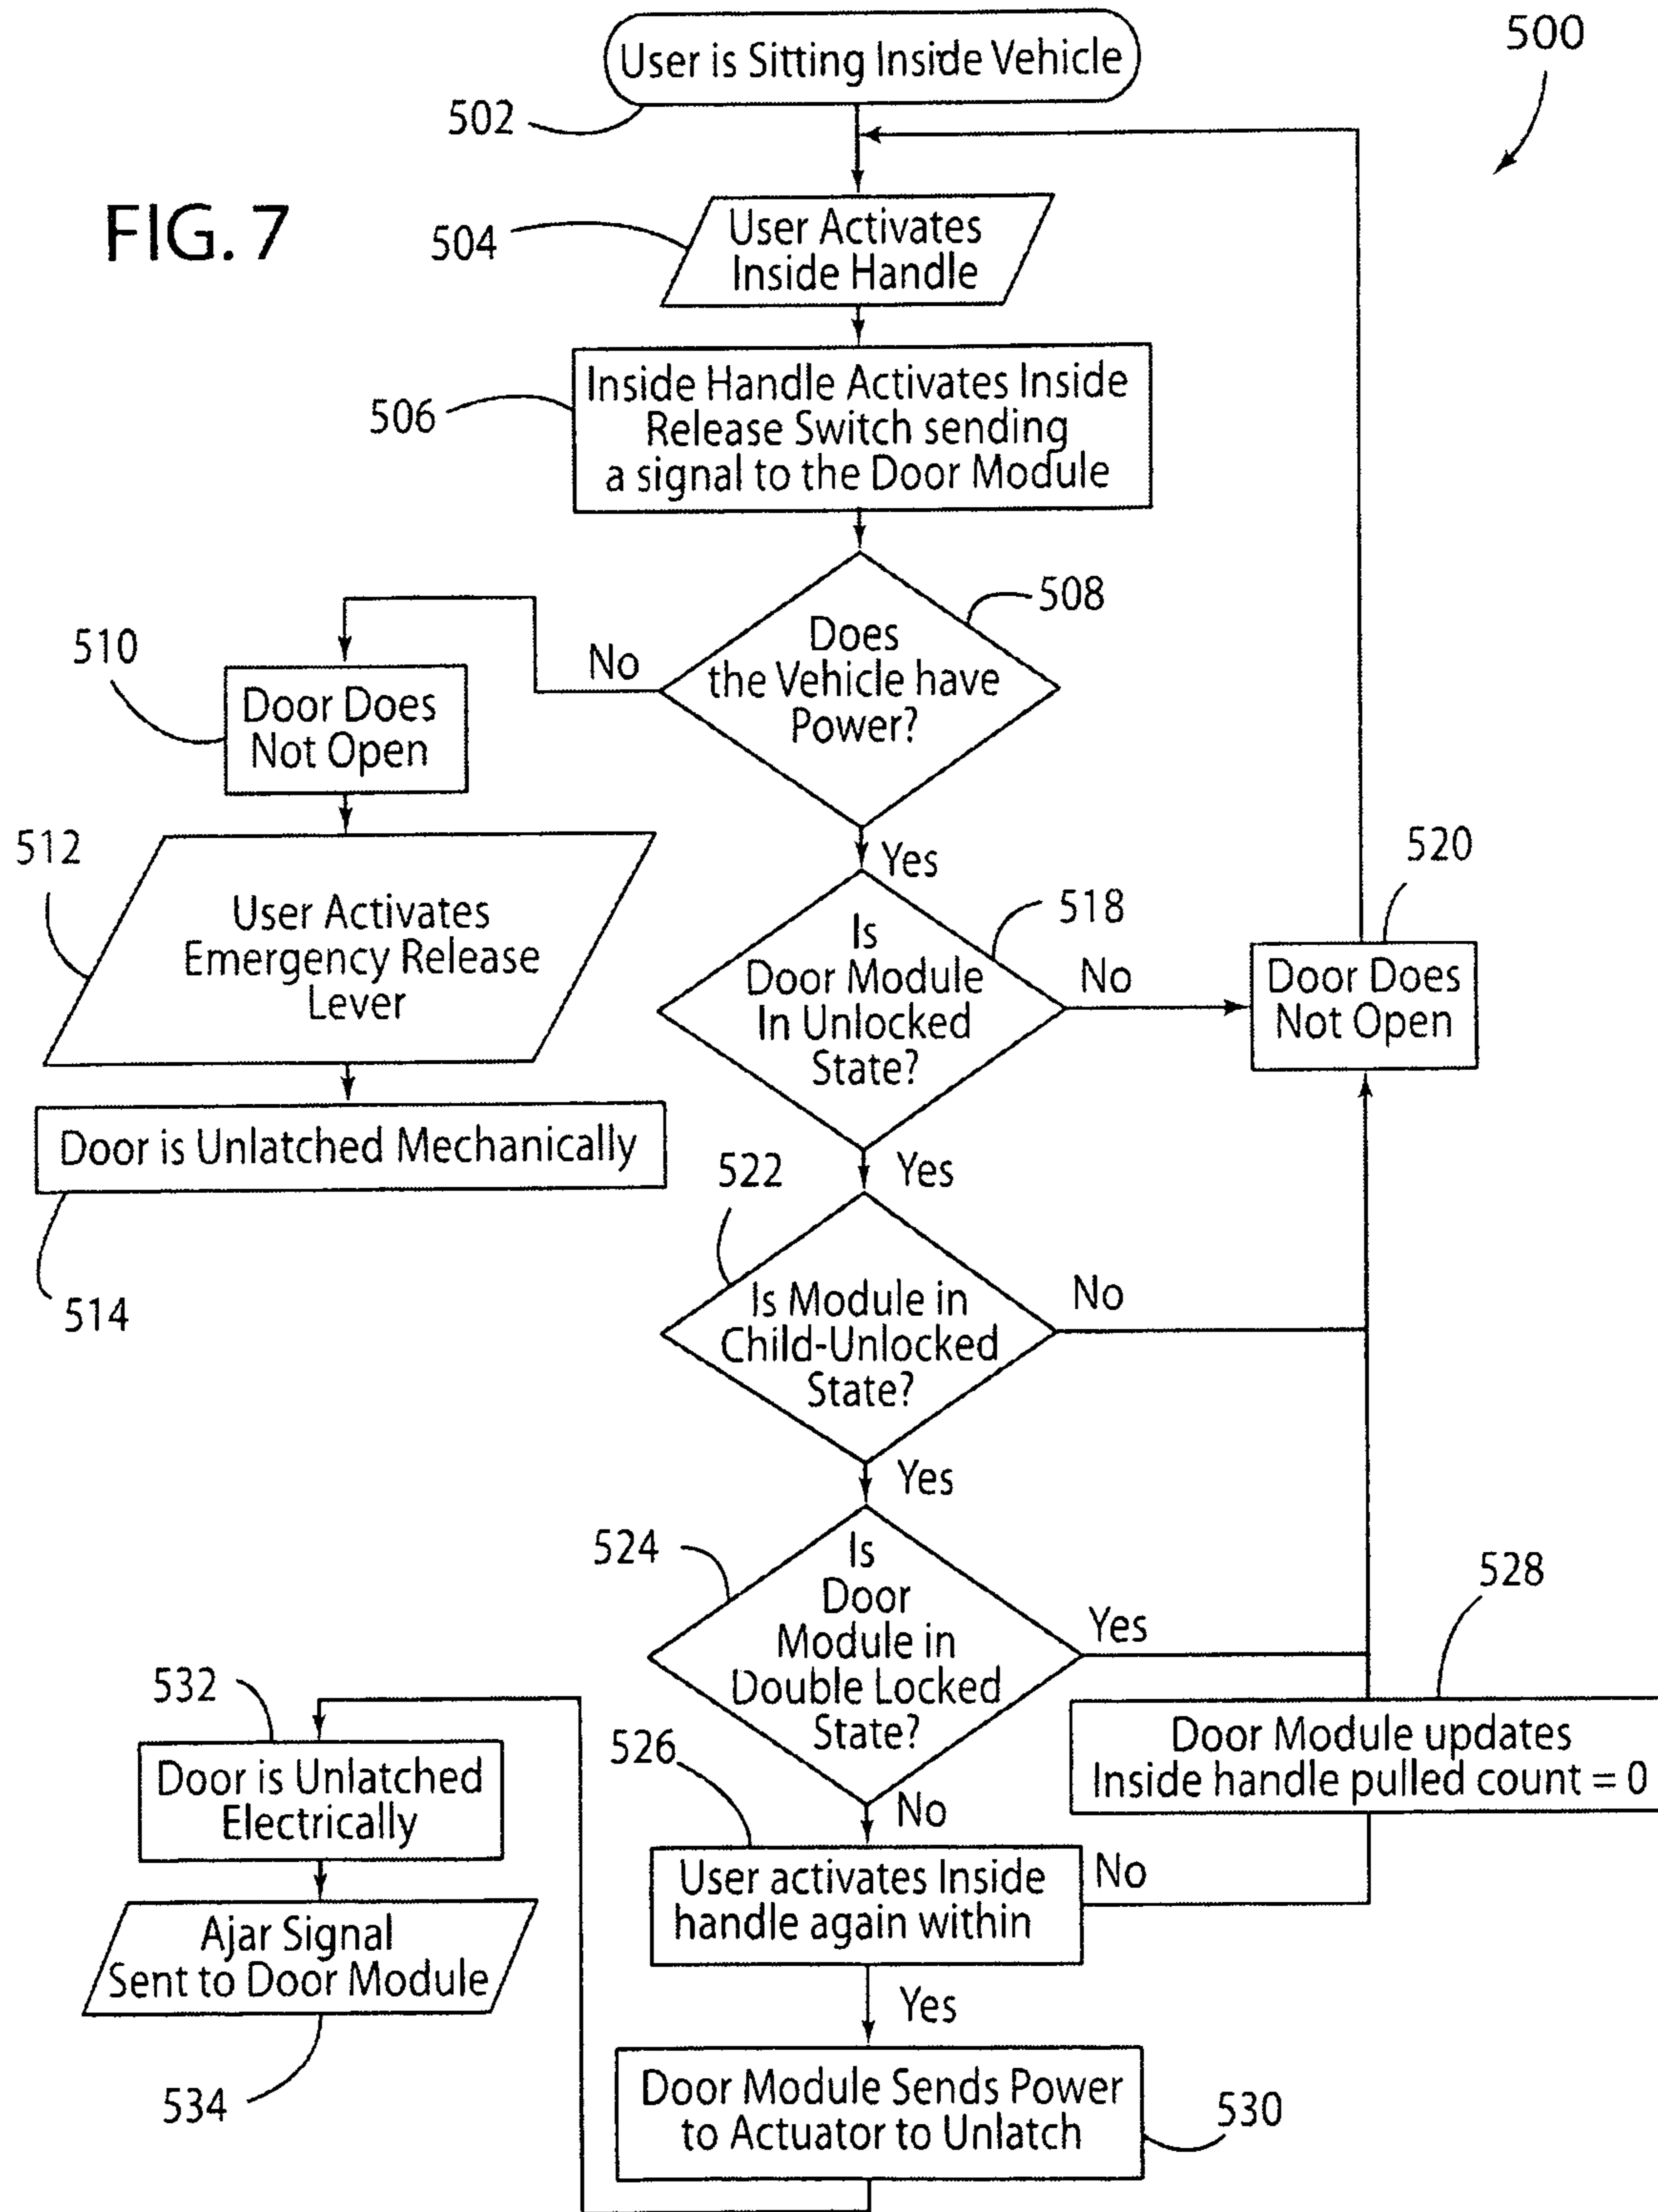 500
User is Sitting Inside Vehicle
502
FIG. 7
504
User Activates
Inside Handle
506
Inside Handle Activates Inside
Release Switch sending
a signal to the Door Module
508
Does
the Vehicle have
Power?
No
510
Door Does
Not Open
Yes
512
User Activates
Emergency Release
Lever
518
Is
Door Module
In Unlocked
State?
No
520
Door Does
Not Open
514
Door is Unlatched Mechanically
Yes
522
Is Module in
Child-Unlocked
State?
No
Yes
524
Is
Door
Module in
Double Locked
State?
Yes
528
Door Module updates
Inside handle pulled count = 0
No
526
User activates Inside
handle again within
No
Yes
530
Door Module Sends Power
to Actuator to Unlatch
532
Door is Unlatched
Electrically
Ajar Signal
Sent to Door Module
534